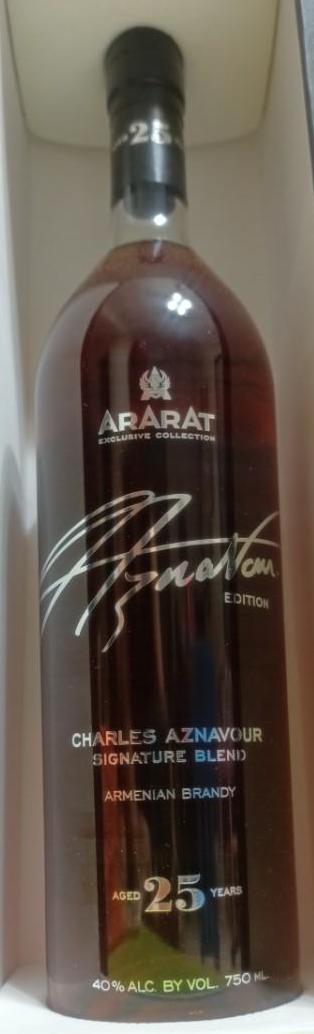 25
ARARAT
EXCLUSIVE COLLECTION
Aznavour
EDITION
CHARLES AZNAVOUR
SIGNATURE BLEND
ARMENIAN BRANDY
AGED 25 YEARS
40% ALC. BY VOL. 750 ML.